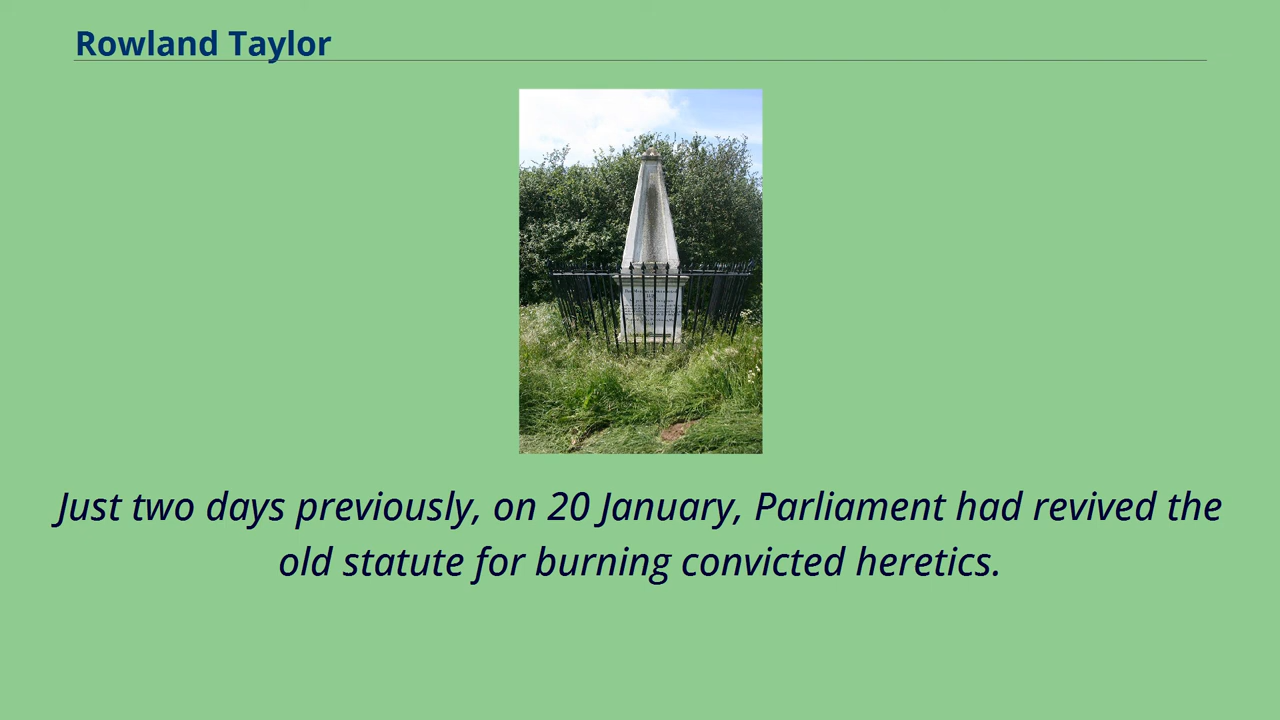 Rowland Taylor
Just two days previously, on 20 January, Parliament had revived the
old statute for burning convicted heretics.